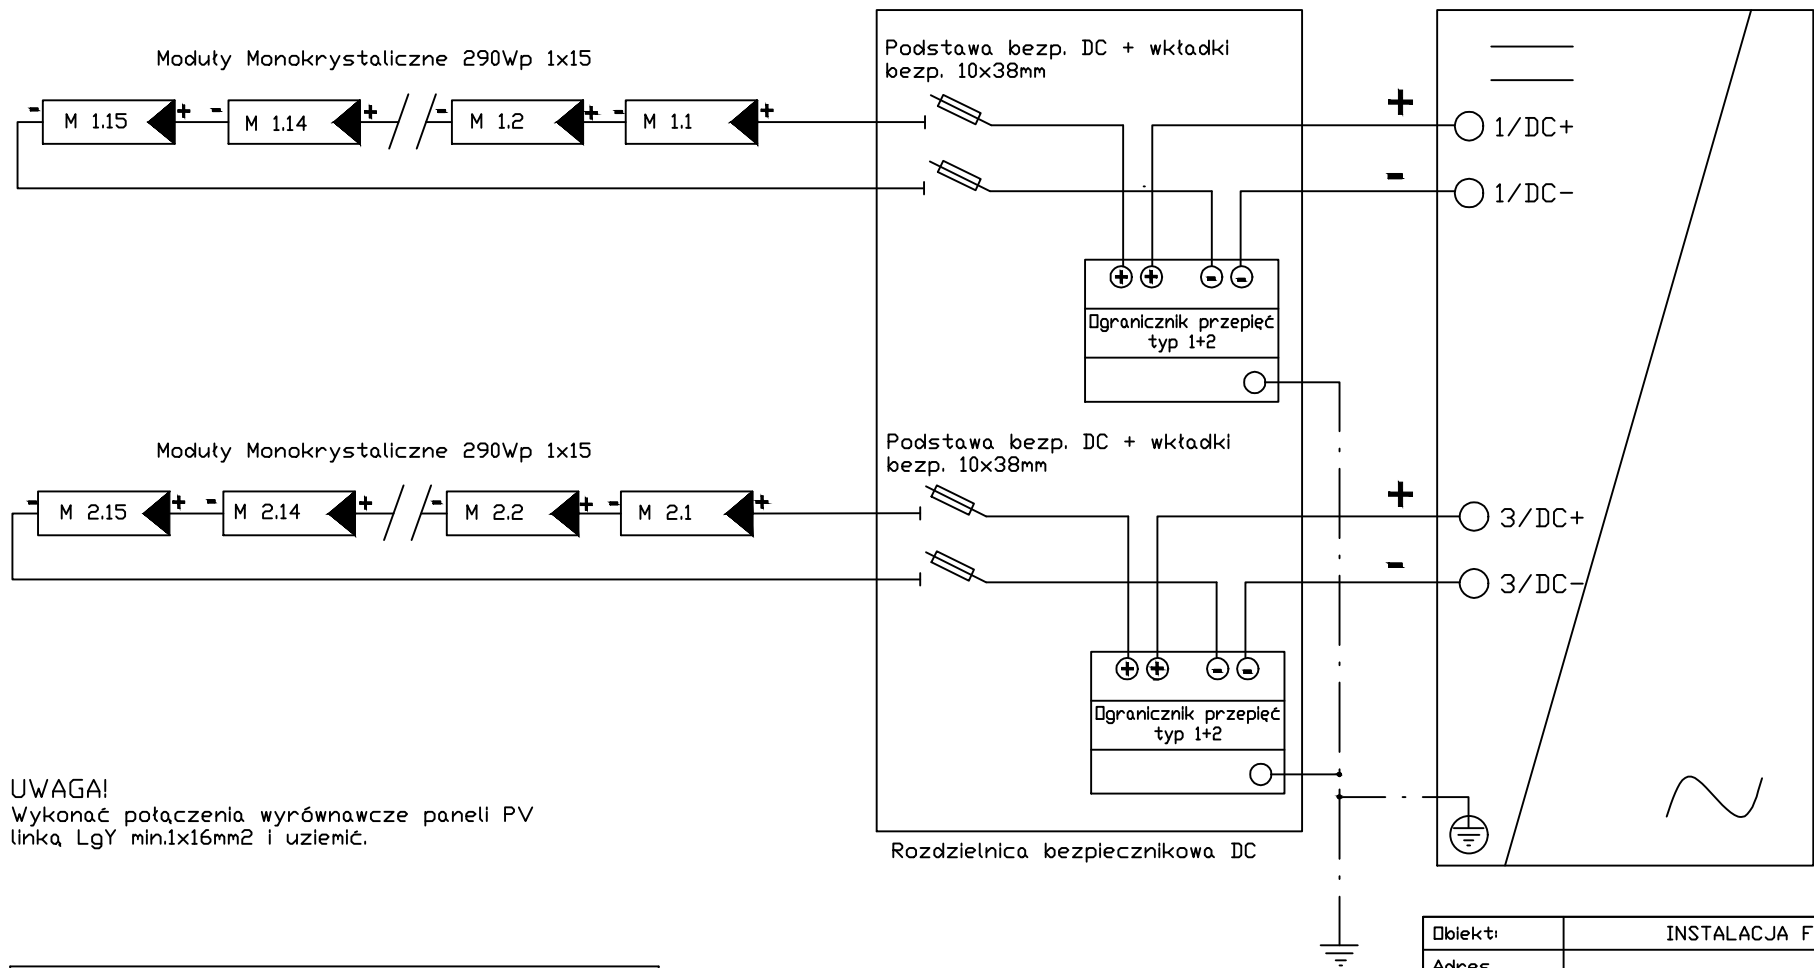 Moduły Monokrystaliczne 290Wp 1x15
- M 1.15 + - M 1.14 + - M 1.2 + - M 1.1 +
Podstawa bezp. DC + wkładki
bezp. 10x38mm
+
1/DC+
-
1/DC-
+ + - -
Ogranicznik przepięć
typ 1+2
Moduły Monokrystaliczne 290Wp 1x15
- M 2.15 + - M 2.14 + - M 2.2 + - M 2.1 +
Podstawa bezp. DC + wkładki
bezp. 10x38mm
+
3/DC+
-
3/DC-
+ + - -
Ogranicznik przepięć
typ 1+2
UWAGA!
Wykonać połączenia wyrównawcze paneli PV
linką LgY min.1x16mm2 i uziemić.
Rozdzielnica bezpiecznikowa DC
Obiekt: INSTALACJA F
Adres